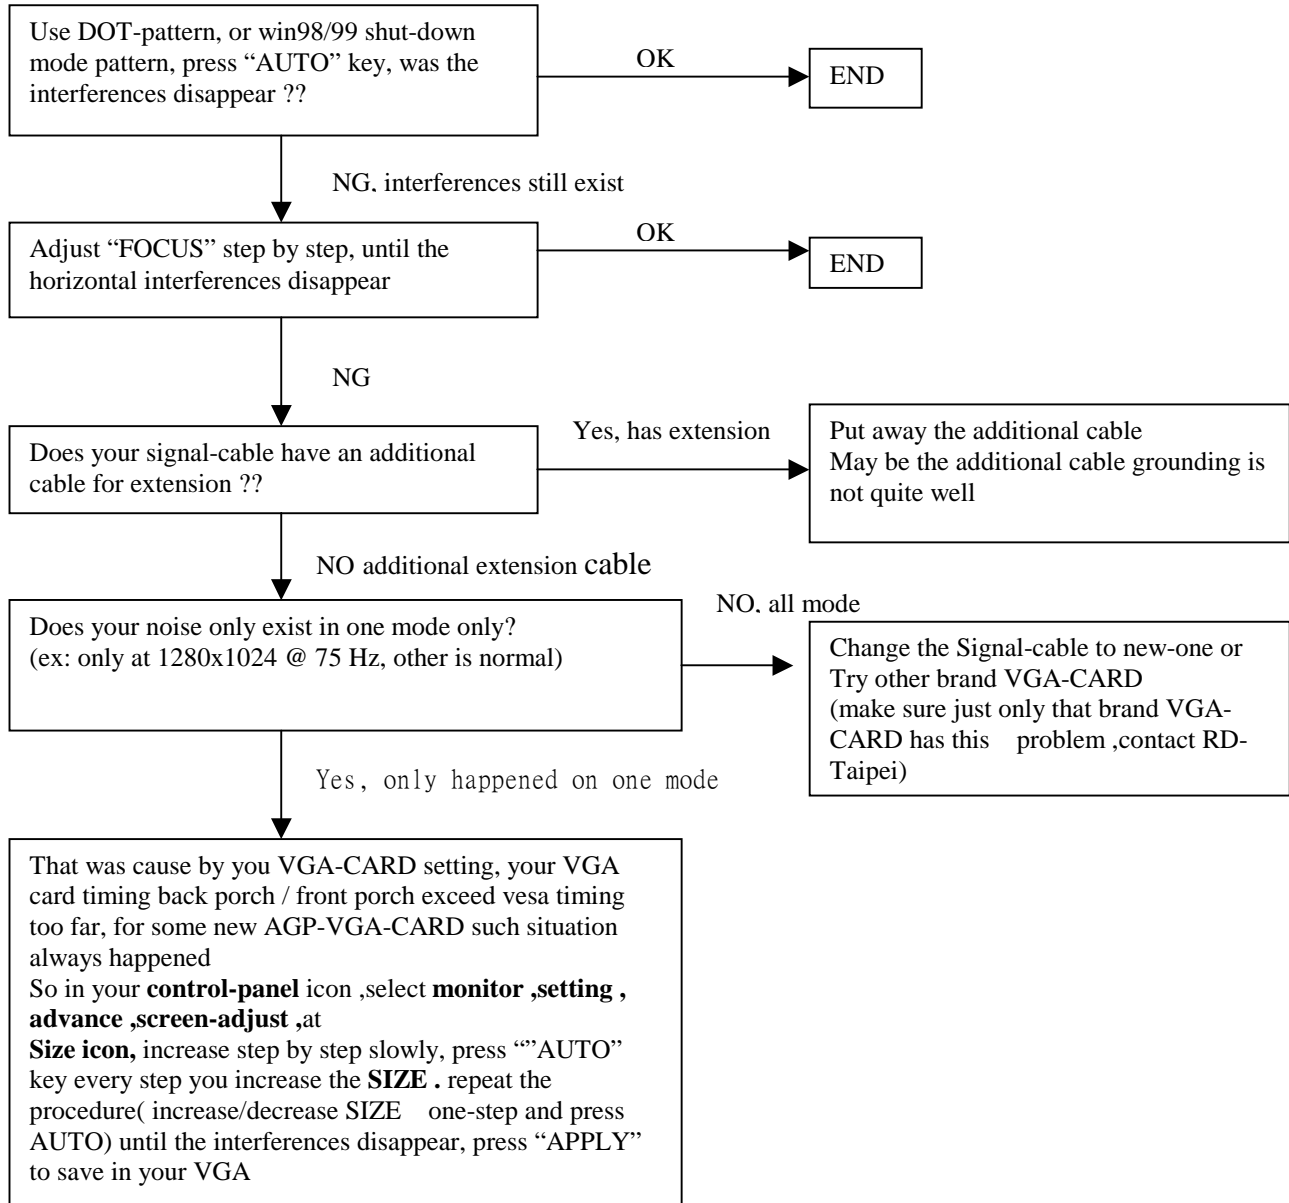 Use DOT-pattern, or win98/99 shut-down
mode pattern, press “AUTO” key, was the
interferences disappear ??
OK
END
NG, interferences still exist
Adjust “FOCUS” step by step, until the
horizontal interferences disappear
OK
END
NG
Does your signal-cable have an additional
cable for extension ??
Yes, has extension
Put away the additional cable
May be the additional cable grounding is
not quite well
NO additional extension cable
Does your noise only exist in one mode only?
(ex: only at 1280x1024 @ 75 Hz, other is normal)
NO, all mode
Change the Signal-cable to new-one or
Try other brand VGA-CARD
(make sure just only that brand VGA-
CARD has this problem ,contact RD-
Taipei)
Yes, only happened on one mode
That was cause by you VGA-CARD setting, your VGA
card timing back porch / front porch exceed vesa timing
too far, for some new AGP-VGA-CARD such situation
always happened
So in your control-panel icon ,select monitor ,setting ,
advance ,screen-adjust ,at
Size icon, increase step by step slowly, press “”AUTO”
key every step you increase the SIZE . repeat the
procedure( increase/decrease SIZE one-step and press
AUTO) until the interferences disappear, press “APPLY”
to save in your VGA